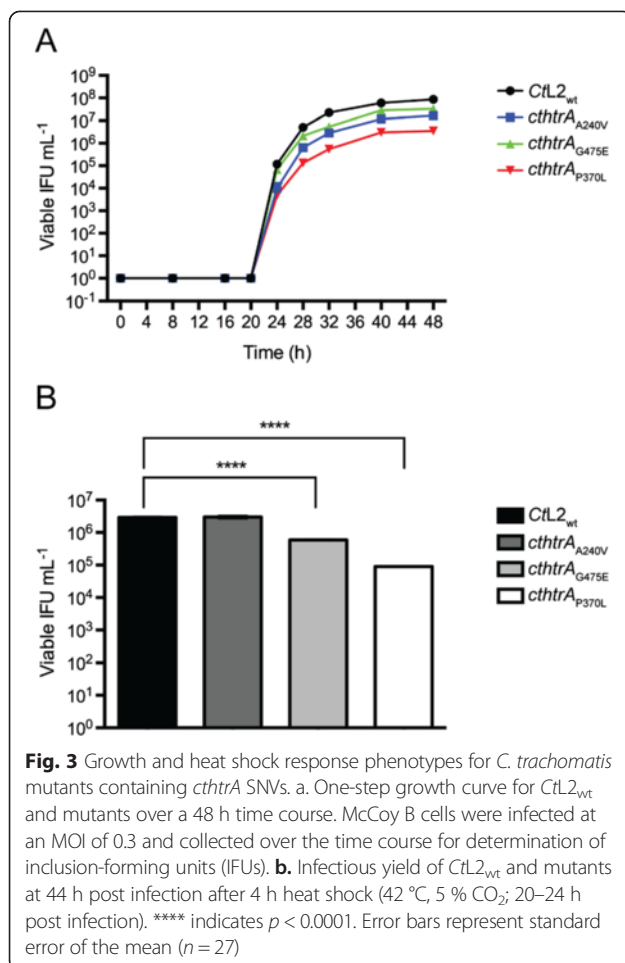 A
10⁹
10⁸
10⁷
10⁶
10⁵
10⁴
10³
10²
10¹
10⁰
10⁻¹
Viable IFU mL⁻¹
0 4 8 12 16 20 24 28 32 36 40 44 48
Time (h)
CtL2wt
cthtrAA240V
cthtrAG475E
cthtrAP370L
B
****
****
10⁷
10⁶
10⁵
10⁴
10³
10²
10¹
10⁰
Viable IFU mL⁻¹
CtL2wt
cthtrAA240V
cthtrAG475E
cthtrAP370L
Fig. 3 Growth and heat shock response phenotypes for C. trachomatis
mutants containing cthtrA SNVs. a. One-step growth curve for CtL2wt
and mutants over a 48 h time course. McCoy B cells were infected at
an MOI of 0.3 and collected over the time course for determination of
inclusion-forming units (IFUs). b. Infectious yield of CtL2wt and mutants
at 44 h post infection after 4 h heat shock (42 °C, 5 % CO₂; 20–24 h
post infection). **** indicates p < 0.0001. Error bars represent standard
error of the mean (n = 27)